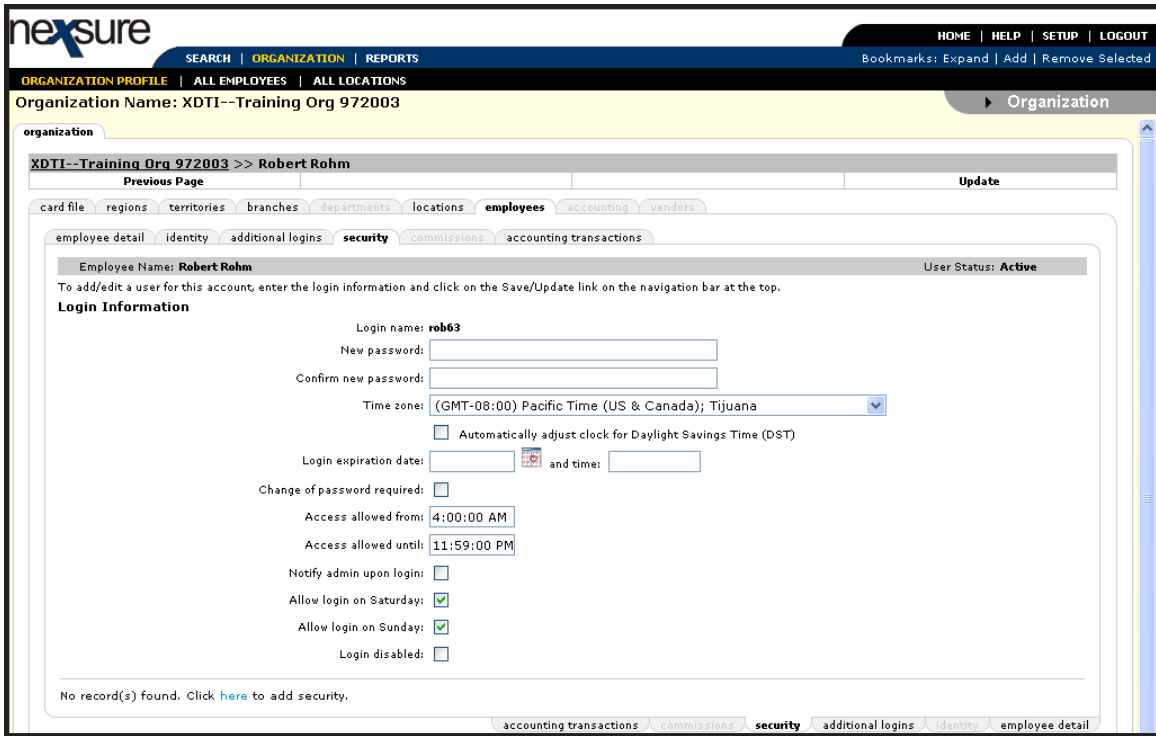 nexsure
HOME | HELP | SETUP | LOGOUT
SEARCH | ORGANIZATION | REPORTS
Bookmarks: Expand | Add | Remove Selected
ORGANIZATION PROFILE | ALL EMPLOYEES | ALL LOCATIONS
Organization Name: XDTI--Training Org 972003
Organization
organization
XDTI--Training Org 972003 >> Robert Rohm
Previous Page Update
card file regions territories branches departments locations employees accounting vendors
employee detail identity additional logins security commissions accounting transactions
Employee Name: Robert Rohm User Status: Active
To add/edit a user for this account, enter the login information and click on the Save/Update link on the navigation bar at the top.
Login Information
Login name: rob63
New password:
Confirm new password:
Time zone: (GMT-08:00) Pacific Time (US & Canada); Tijuana
Automatically adjust clock for Daylight Savings Time (DST)
Login expiration date: and time:
Change of password required:
Access allowed from: 4:00:00 AM
Access allowed until: 11:59:00 PM
Notify admin upon login:
Allow login on Saturday:
Allow login on Sunday:
Login disabled:
No record(s) found. Click here to add security.
accounting transactions commissions security additional logins identity employee detail